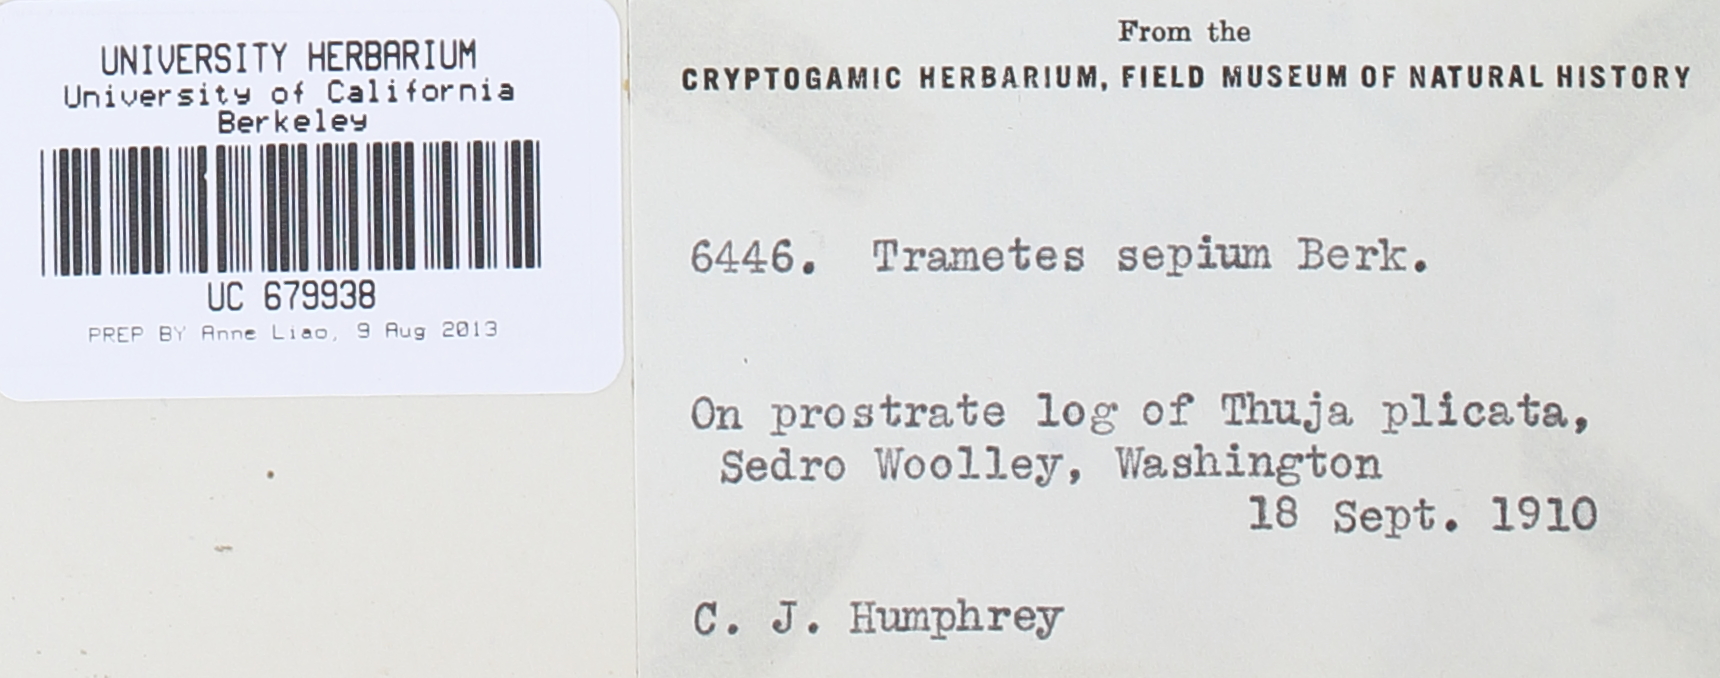 UNIVERSITY HERBARIUM
University of California
Berkeley
UC 679938
PREP BY Anne Liao, 9 Aug 2013
From the
CRYPTOGAMIC HERBARIUM, FIELD MUSEUM OF NATURAL HISTORY
6446. Trametes sepium Berk.
On prostrate log of Thuja plicata,
Sedro Woolley, Washington
18 Sept. 1910
C. J. Humphrey